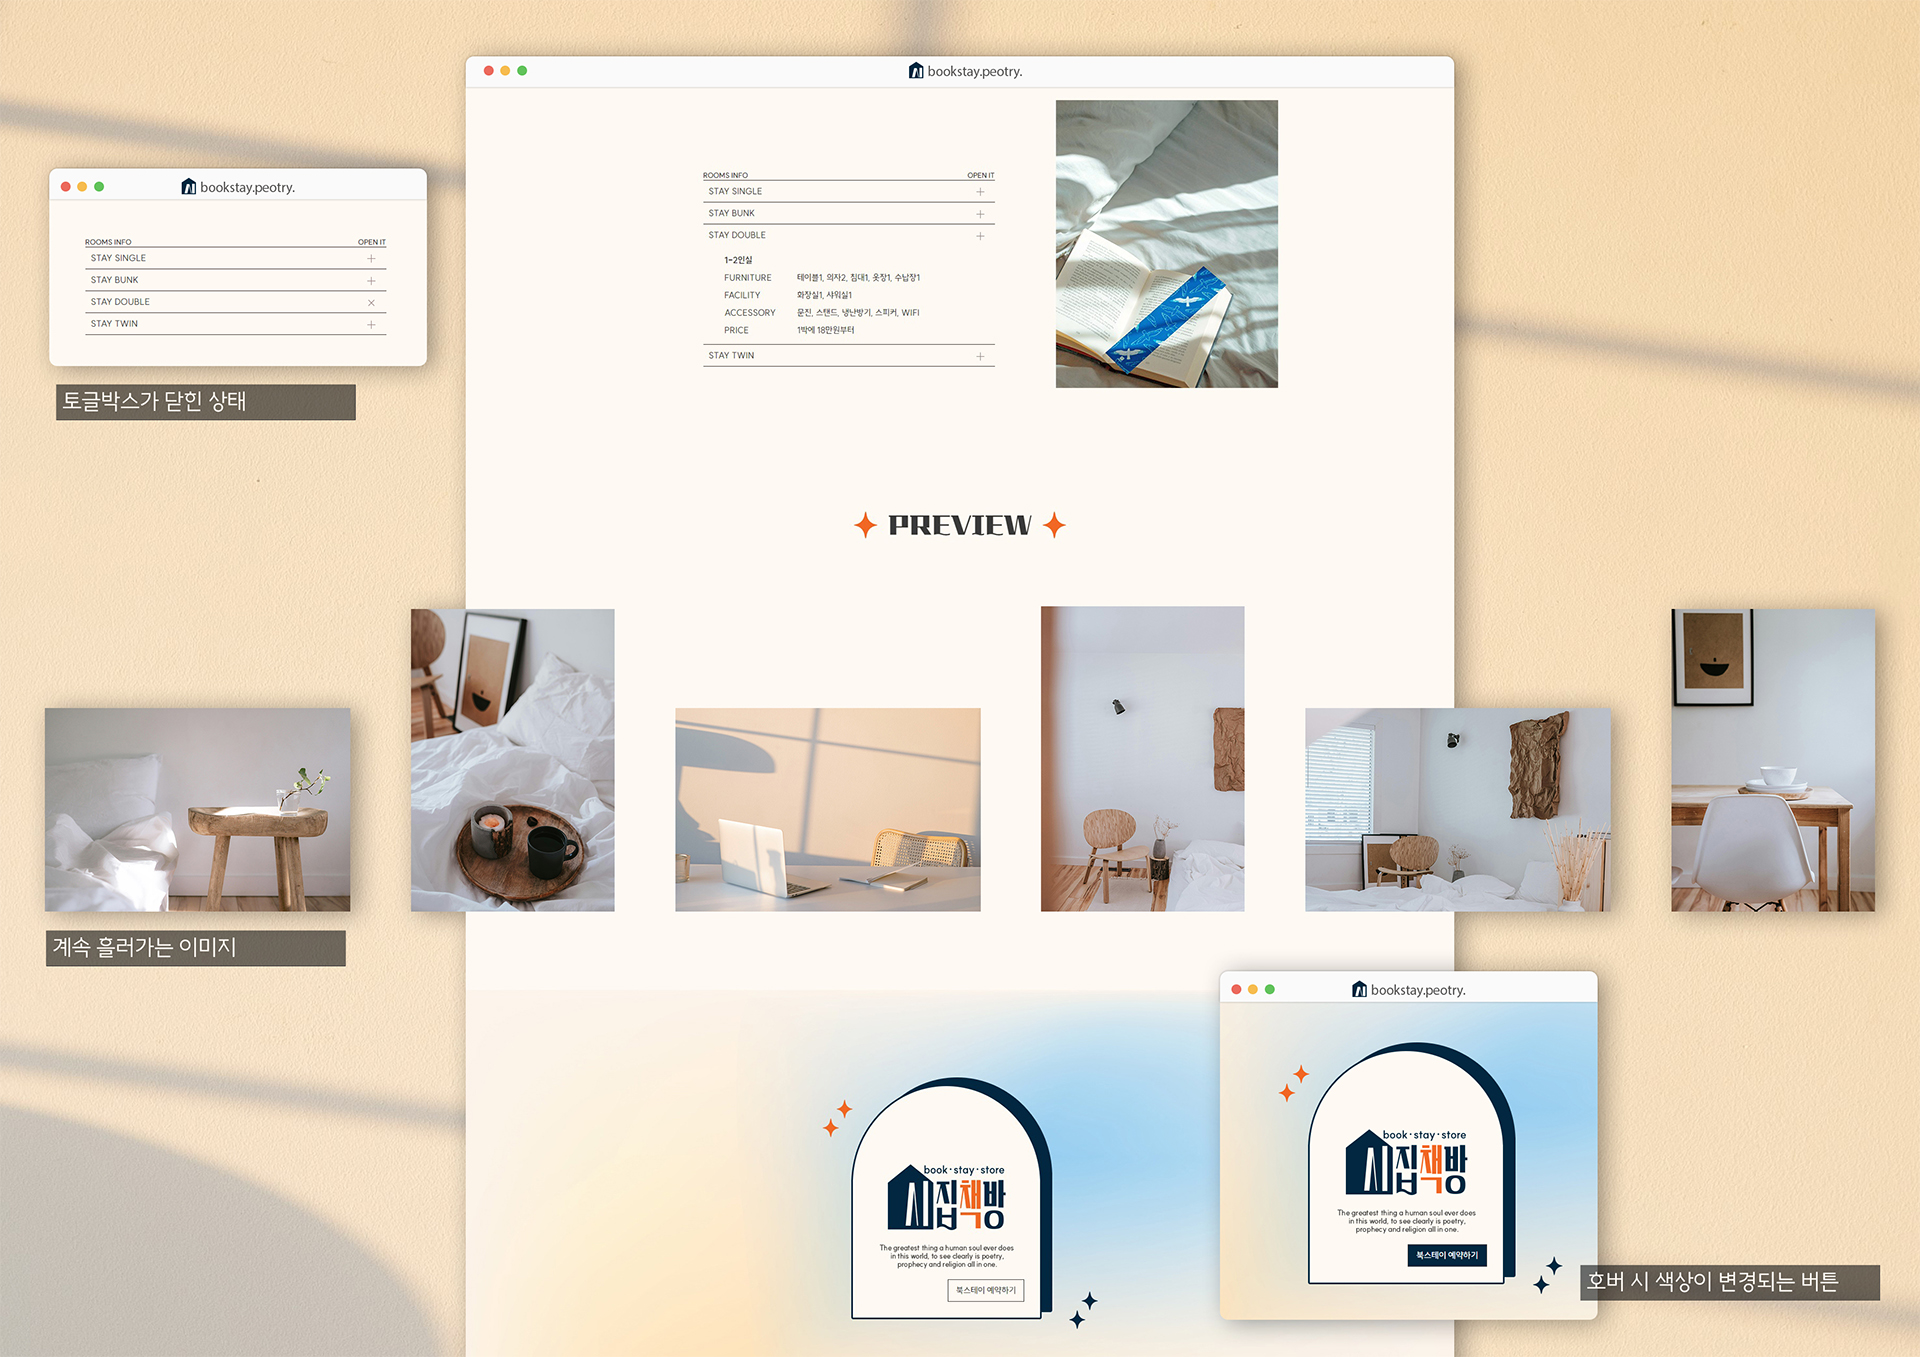 bookstay.peotry.
ROOMS INFO OPEN IT
STAY SINGLE +
STAY BUNK +
STAY DOUBLE +
1-2인실
FURNITURE 테이블1, 의자2, 침대1, 옷장1, 수납장1
FACILITY 화장실1, 샤워실1
ACCESSORY 문진, 스탠드, 냉난방기, 스피커, WIFI
PRICE 1박에 18만원부터
STAY TWIN +
bookstay.peotry.
ROOMS INFO OPEN IT
STAY SINGLE +
STAY BUNK +
STAY DOUBLE ×
STAY TWIN +
토글박스가 닫힌 상태
PREVIEW
계속 흘러가는 이미지
book·stay·store
시집책방
The greatest thing a human soul ever does
in this world, to see clearly is poetry,
prophecy and religion all in one.
북스테이 예약하기
bookstay.peotry.
book·stay·store
시집책방
The greatest thing a human soul ever does
in this world, to see clearly is poetry,
prophecy and religion all in one.
북스테이 예약하기
호버 시 색상이 변경되는 버튼